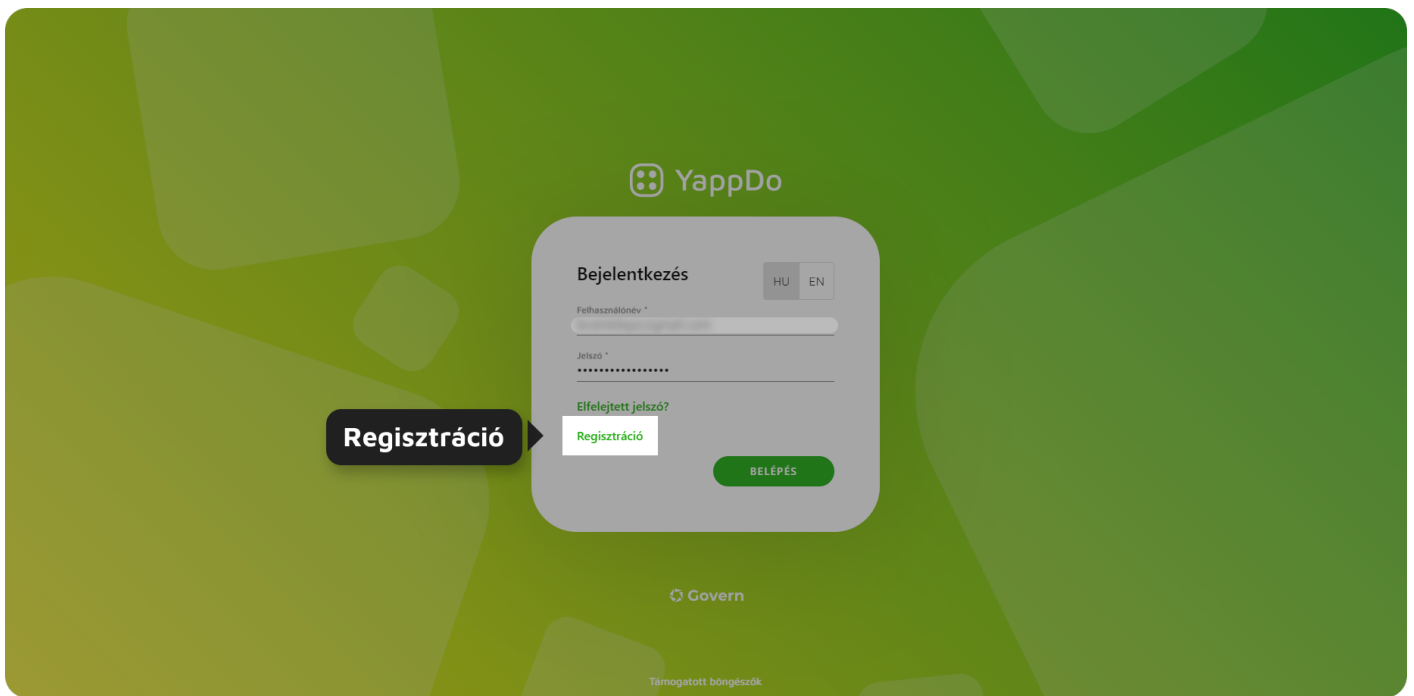 YappDo
Bejelentkezés
HU EN
Felhasználónév *
Jelszó *
•••••••••••••••••
Elfelejtett jelszó?
Regisztráció
Regisztráció
BELÉPÉS
Govern
Támogatott böngészők